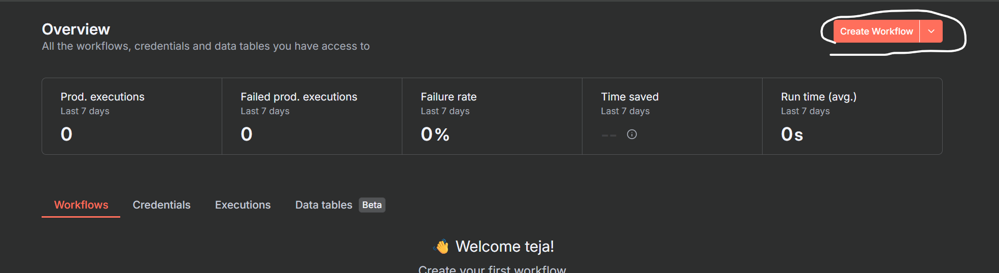 Overview
Create Workflow
All the workflows, credentials and data tables you have access to
Prod. executions
Last 7 days
0
Failed prod. executions
Last 7 days
0
Failure rate
Last 7 days
0%
Time saved
Last 7 days
--
Run time (avg.)
Last 7 days
0s
Workflows Credentials Executions Data tables Beta
👋 Welcome teja!
Create your first workflow